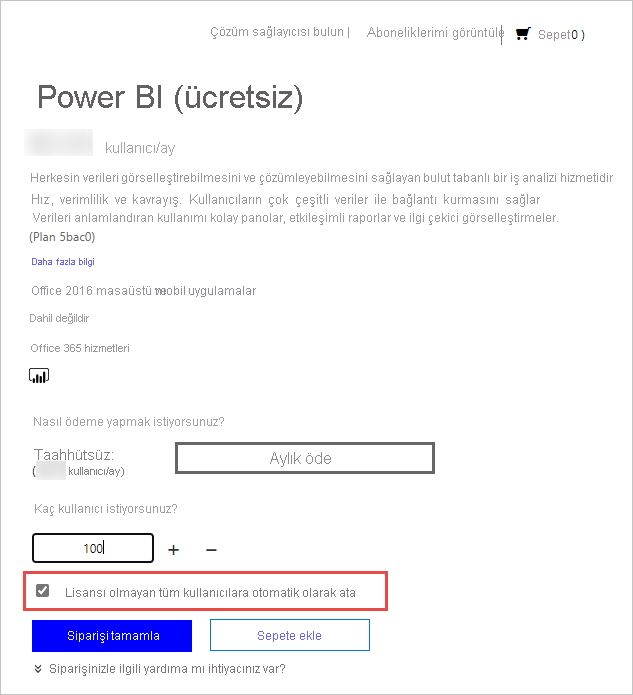 Çözüm sağlayıcısı bulun | Aboneliklerimi görüntüle Sepet0 )
Power BI (ücretsiz)
kullanıcı/ay
Herkesin verileri görselleştirebilmesini ve çözümleyebilmesini sağlayan bulut tabanlı bir iş analizi hizmetidir
Hız, verimlilik ve kavrayış. Kullanıcıların çok çeşitli veriler ile bağlantı kurmasını sağlar
Verileri anlamlandıran kullanımı kolay panolar, etkileşimli raporlar ve ilgi çekici görselleştirmeler.
(Plan 5bac0)
Daha fazla bilgi
Office 2016 masaüstü ve mobil uygulamalar
Dahil değildir
Office 365 hizmetleri
Nasıl ödeme yapmak istiyorsunuz?
Taahhütsüz: Aylık öde
( kullanıcı/ay)
Kaç kullanıcı istiyorsunuz?
100 + −
Lisansı olmayan tüm kullanıcılara otomatik olarak ata
Siparişi tamamla Sepete ekle
Siparişinizle ilgili yardıma mı ihtiyacınız var?